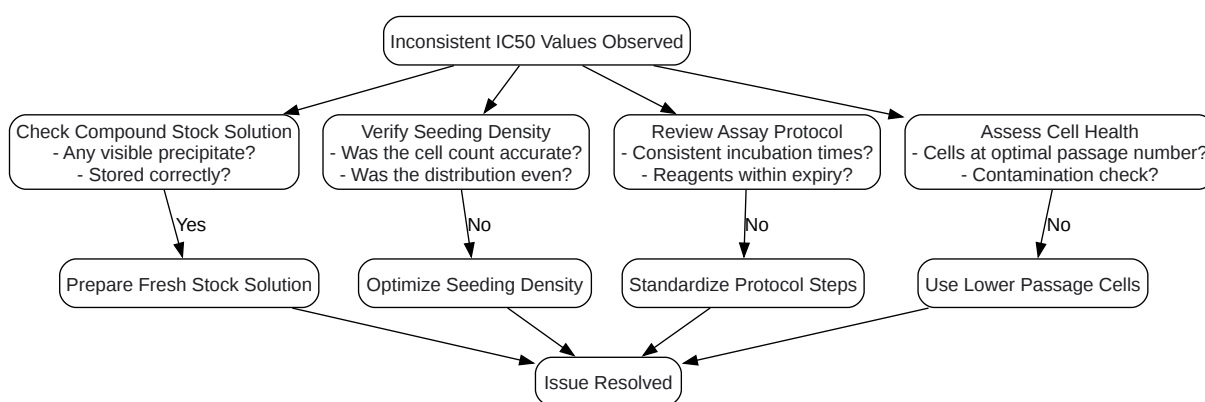 Inconsistent IC50 Values Observed
Check Compound Stock Solution
- Any visible precipitate?
- Stored correctly?
Verify Seeding Density
- Was the cell count accurate?
- Was the distribution even?
Review Assay Protocol
- Consistent incubation times?
- Reagents within expiry?
Assess Cell Health
- Cells at optimal passage number?
- Contamination check?
Yes
No
No
No
Prepare Fresh Stock Solution
Optimize Seeding Density
Standardize Protocol Steps
Use Lower Passage Cells
Issue Resolved